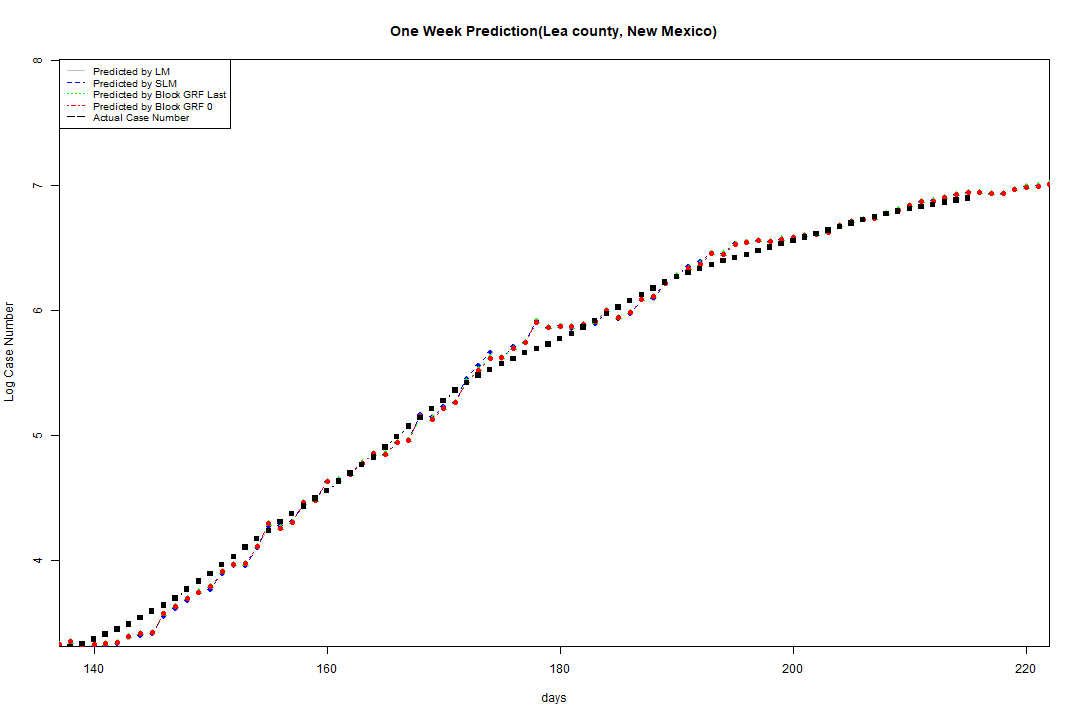 One Week Prediction(Lea county, New Mexico)
Predicted by LM
Predicted by SLM
Predicted by Block GRF Last
Predicted by Block GRF 0
Actual Case Number
8
7
6
5
4
Log Case Number
140 160 180 200 220
days